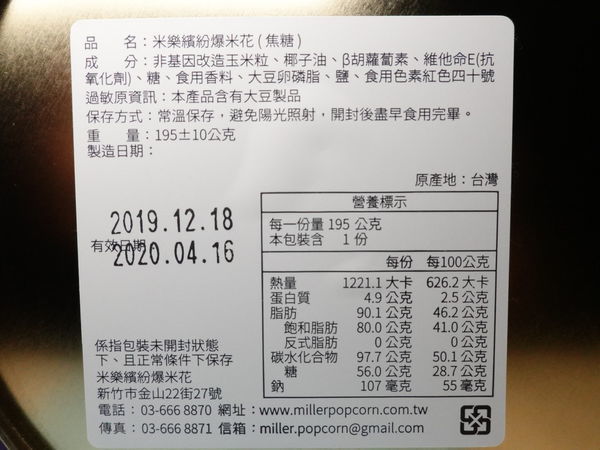 品　　名：米樂繽紛爆米花 ( 焦糖 )
成　　分：非基因改造玉米粒、椰子油、β胡蘿蔔素、維他命E(抗
氧化劑)、糖、食用香料、大豆卵磷脂、鹽、食用色素紅色四十號
過敏原資訊：本產品含有大豆製品
保存方式：常溫保存，避免陽光照射，開封後盡早食用完畢。
重　　量：195±10公克
製造日期：
原產地：台灣
2019.12.18
有效日期
2020.04.16
營養標示
每一份量 195 公克
本包裝含 1 份
每份 每100公克
熱量 1221.1 大卡 626.2 大卡
蛋白質 4.9 公克 2.5 公克
脂肪 90.1 公克 46.2 公克
飽和脂肪 80.0 公克 41.0 公克
反式脂肪 0 公克 0 公克
碳水化合物 97.7 公克 50.1 公克
糖 56.0 公克 28.7 公克
鈉 107 毫克 55 毫克
係指包裝未開封狀態
下、且正常條件下保存
米樂繽紛爆米花
新竹市金山22街27號
電話：03-666 8870 網址：www.millerpopcorn.com.tw
傳真：03-666 8871 信箱：miller.popcorn@gmail.com